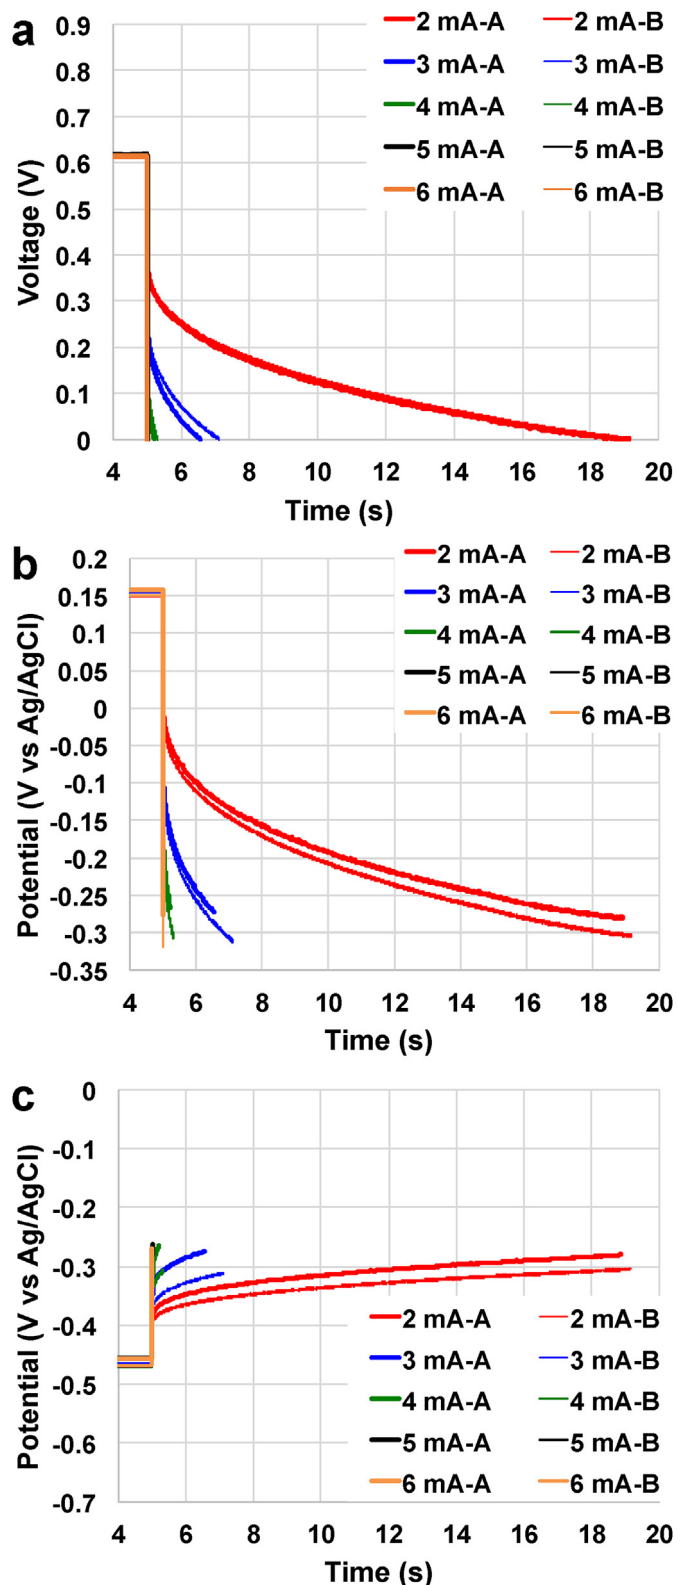 a
2 mA-A 2 mA-B
3 mA-A 3 mA-B
4 mA-A 4 mA-B
5 mA-A 5 mA-B
6 mA-A 6 mA-B
Voltage (V)
0.9
0.8
0.7
0.6
0.5
0.4
0.3
0.2
0.1
0
4 6 8 10 12 14 16 18 20
Time (s)
b
2 mA-A 2 mA-B
3 mA-A 3 mA-B
4 mA-A 4 mA-B
5 mA-A 5 mA-B
6 mA-A 6 mA-B
Potential (V vs Ag/AgCl)
0.2
0.15
0.1
0.05
0
-0.05
-0.1
-0.15
-0.2
-0.25
-0.3
-0.35
4 6 8 10 12 14 16 18 20
Time (s)
c
Potential (V vs Ag/AgCl)
0
-0.1
-0.2
-0.3
-0.4
-0.5
-0.6
-0.7
2 mA-A 2 mA-B
3 mA-A 3 mA-B
4 mA-A 4 mA-B
5 mA-A 5 mA-B
6 mA-A 6 mA-B
4 6 8 10 12 14 16 18 20
Time (s)